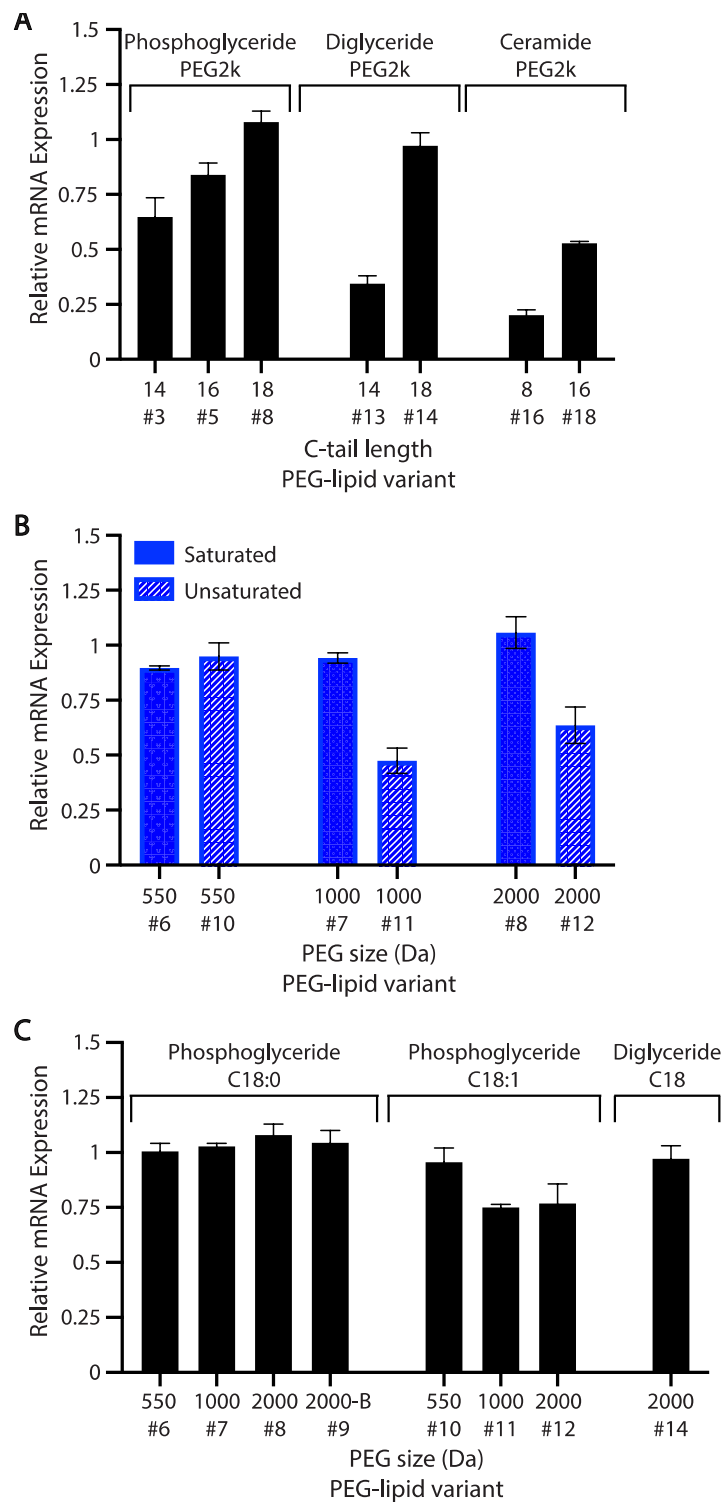 A
Phosphoglyceride Diglyceride Ceramide
PEG2k PEG2k PEG2k
Relative mRNA Expression
1.5
1.25
1
0.75
0.5
0.25
0
14 16 18 14 18 8 16
#3 #5 #8 #13 #14 #16 #18
C-tail length
PEG-lipid variant
B
Saturated
Unsaturated
Relative mRNA Expression
1.5
1.25
1
0.75
0.5
0.25
0
550 550 1000 1000 2000 2000
#6 #10 #7 #11 #8 #12
PEG size (Da)
PEG-lipid variant
C
Phosphoglyceride Phosphoglyceride Diglyceride
C18:0 C18:1 C18
Relative mRNA Expression
1.5
1.25
1
0.75
0.5
0.25
0
550 1000 2000 2000-B 550 1000 2000 2000
#6 #7 #8 #9 #10 #11 #12 #14
PEG size (Da)
PEG-lipid variant